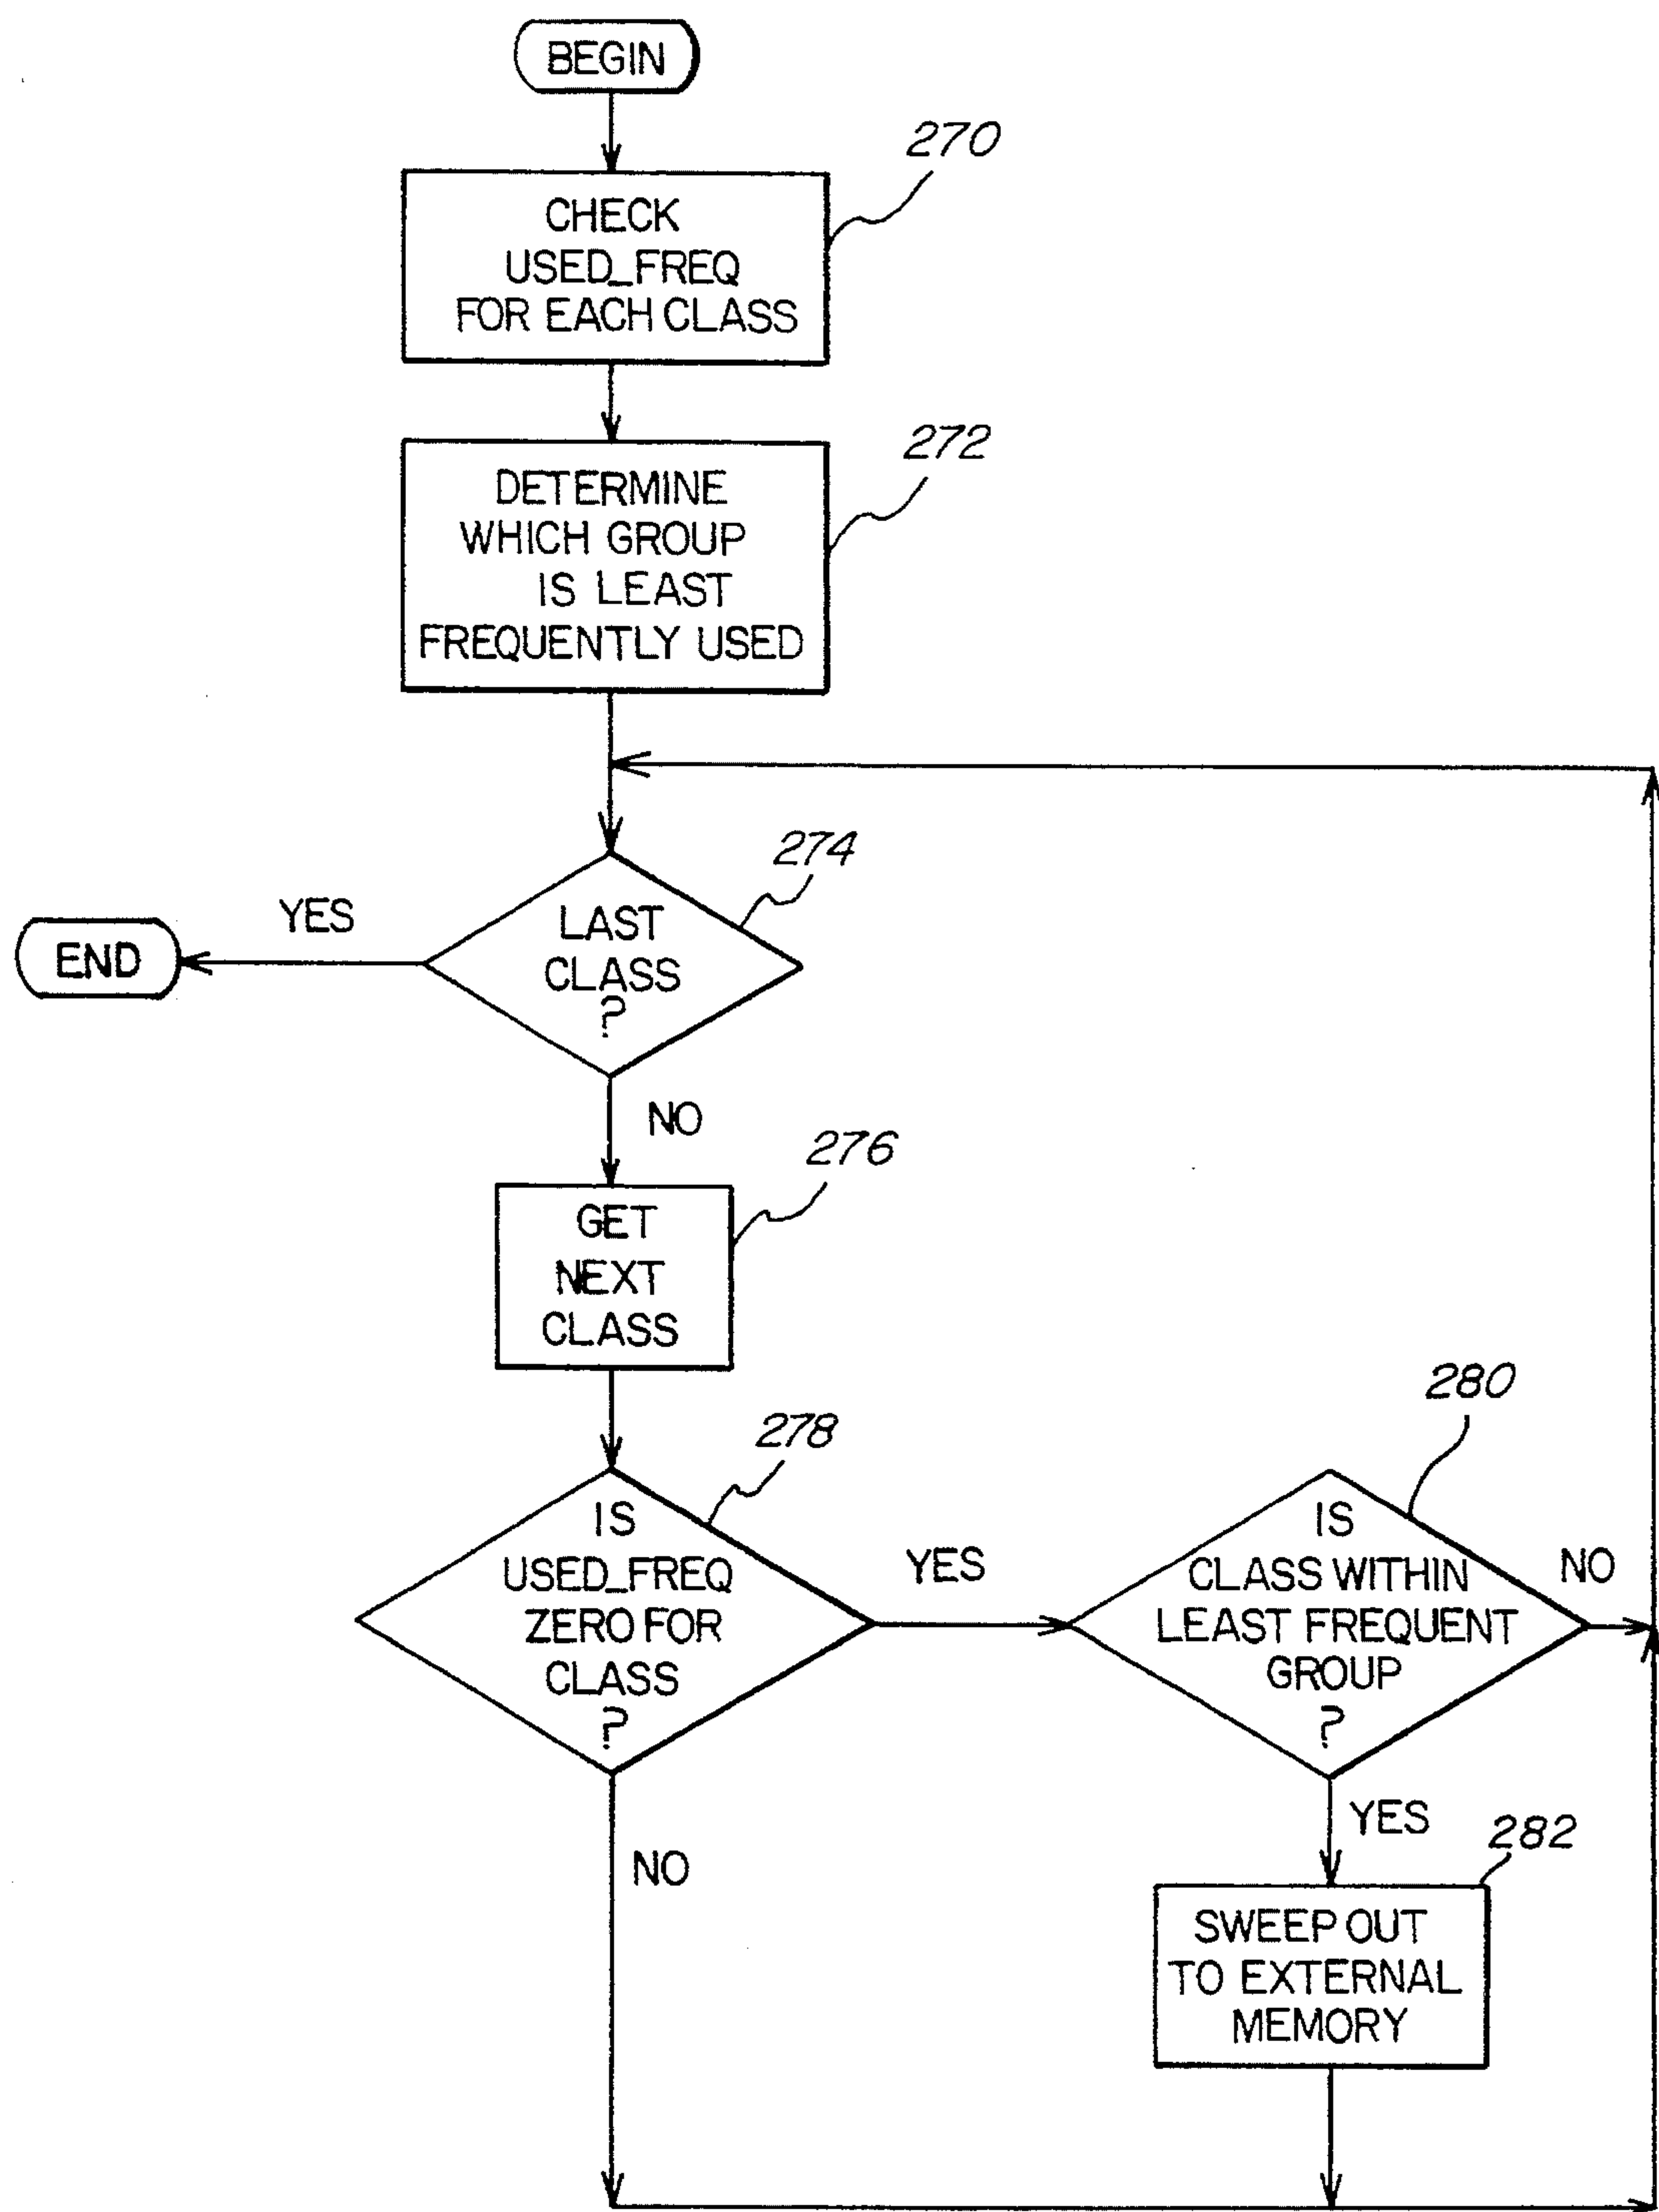 BEGIN
270
CHECK
USED_FREQ
FOR EACH CLASS
272
DETERMINE
WHICH GROUP
IS LEAST
FREQUENTLY USED
274
LAST
CLASS
?
YES
END
NO
276
GET
NEXT
CLASS
278
IS
USED_FREQ
ZERO FOR
CLASS
?
YES
280
IS
CLASS WITHIN
LEAST FREQUENT
GROUP
?
NO
YES
NO
282
SWEEP OUT
TO EXTERNAL
MEMORY